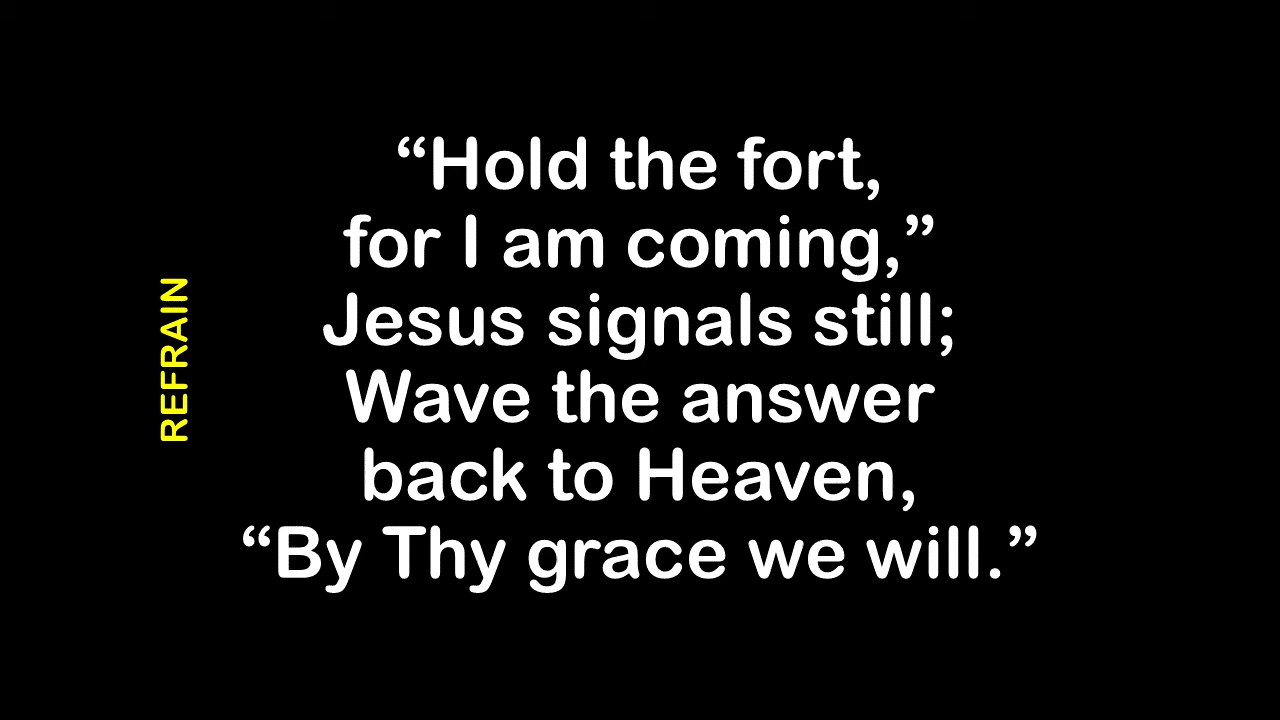 “Hold the fort,
for I am coming,”
Jesus signals still;
Wave the answer
back to Heaven,
“By Thy grace we will.”
REFRAIN